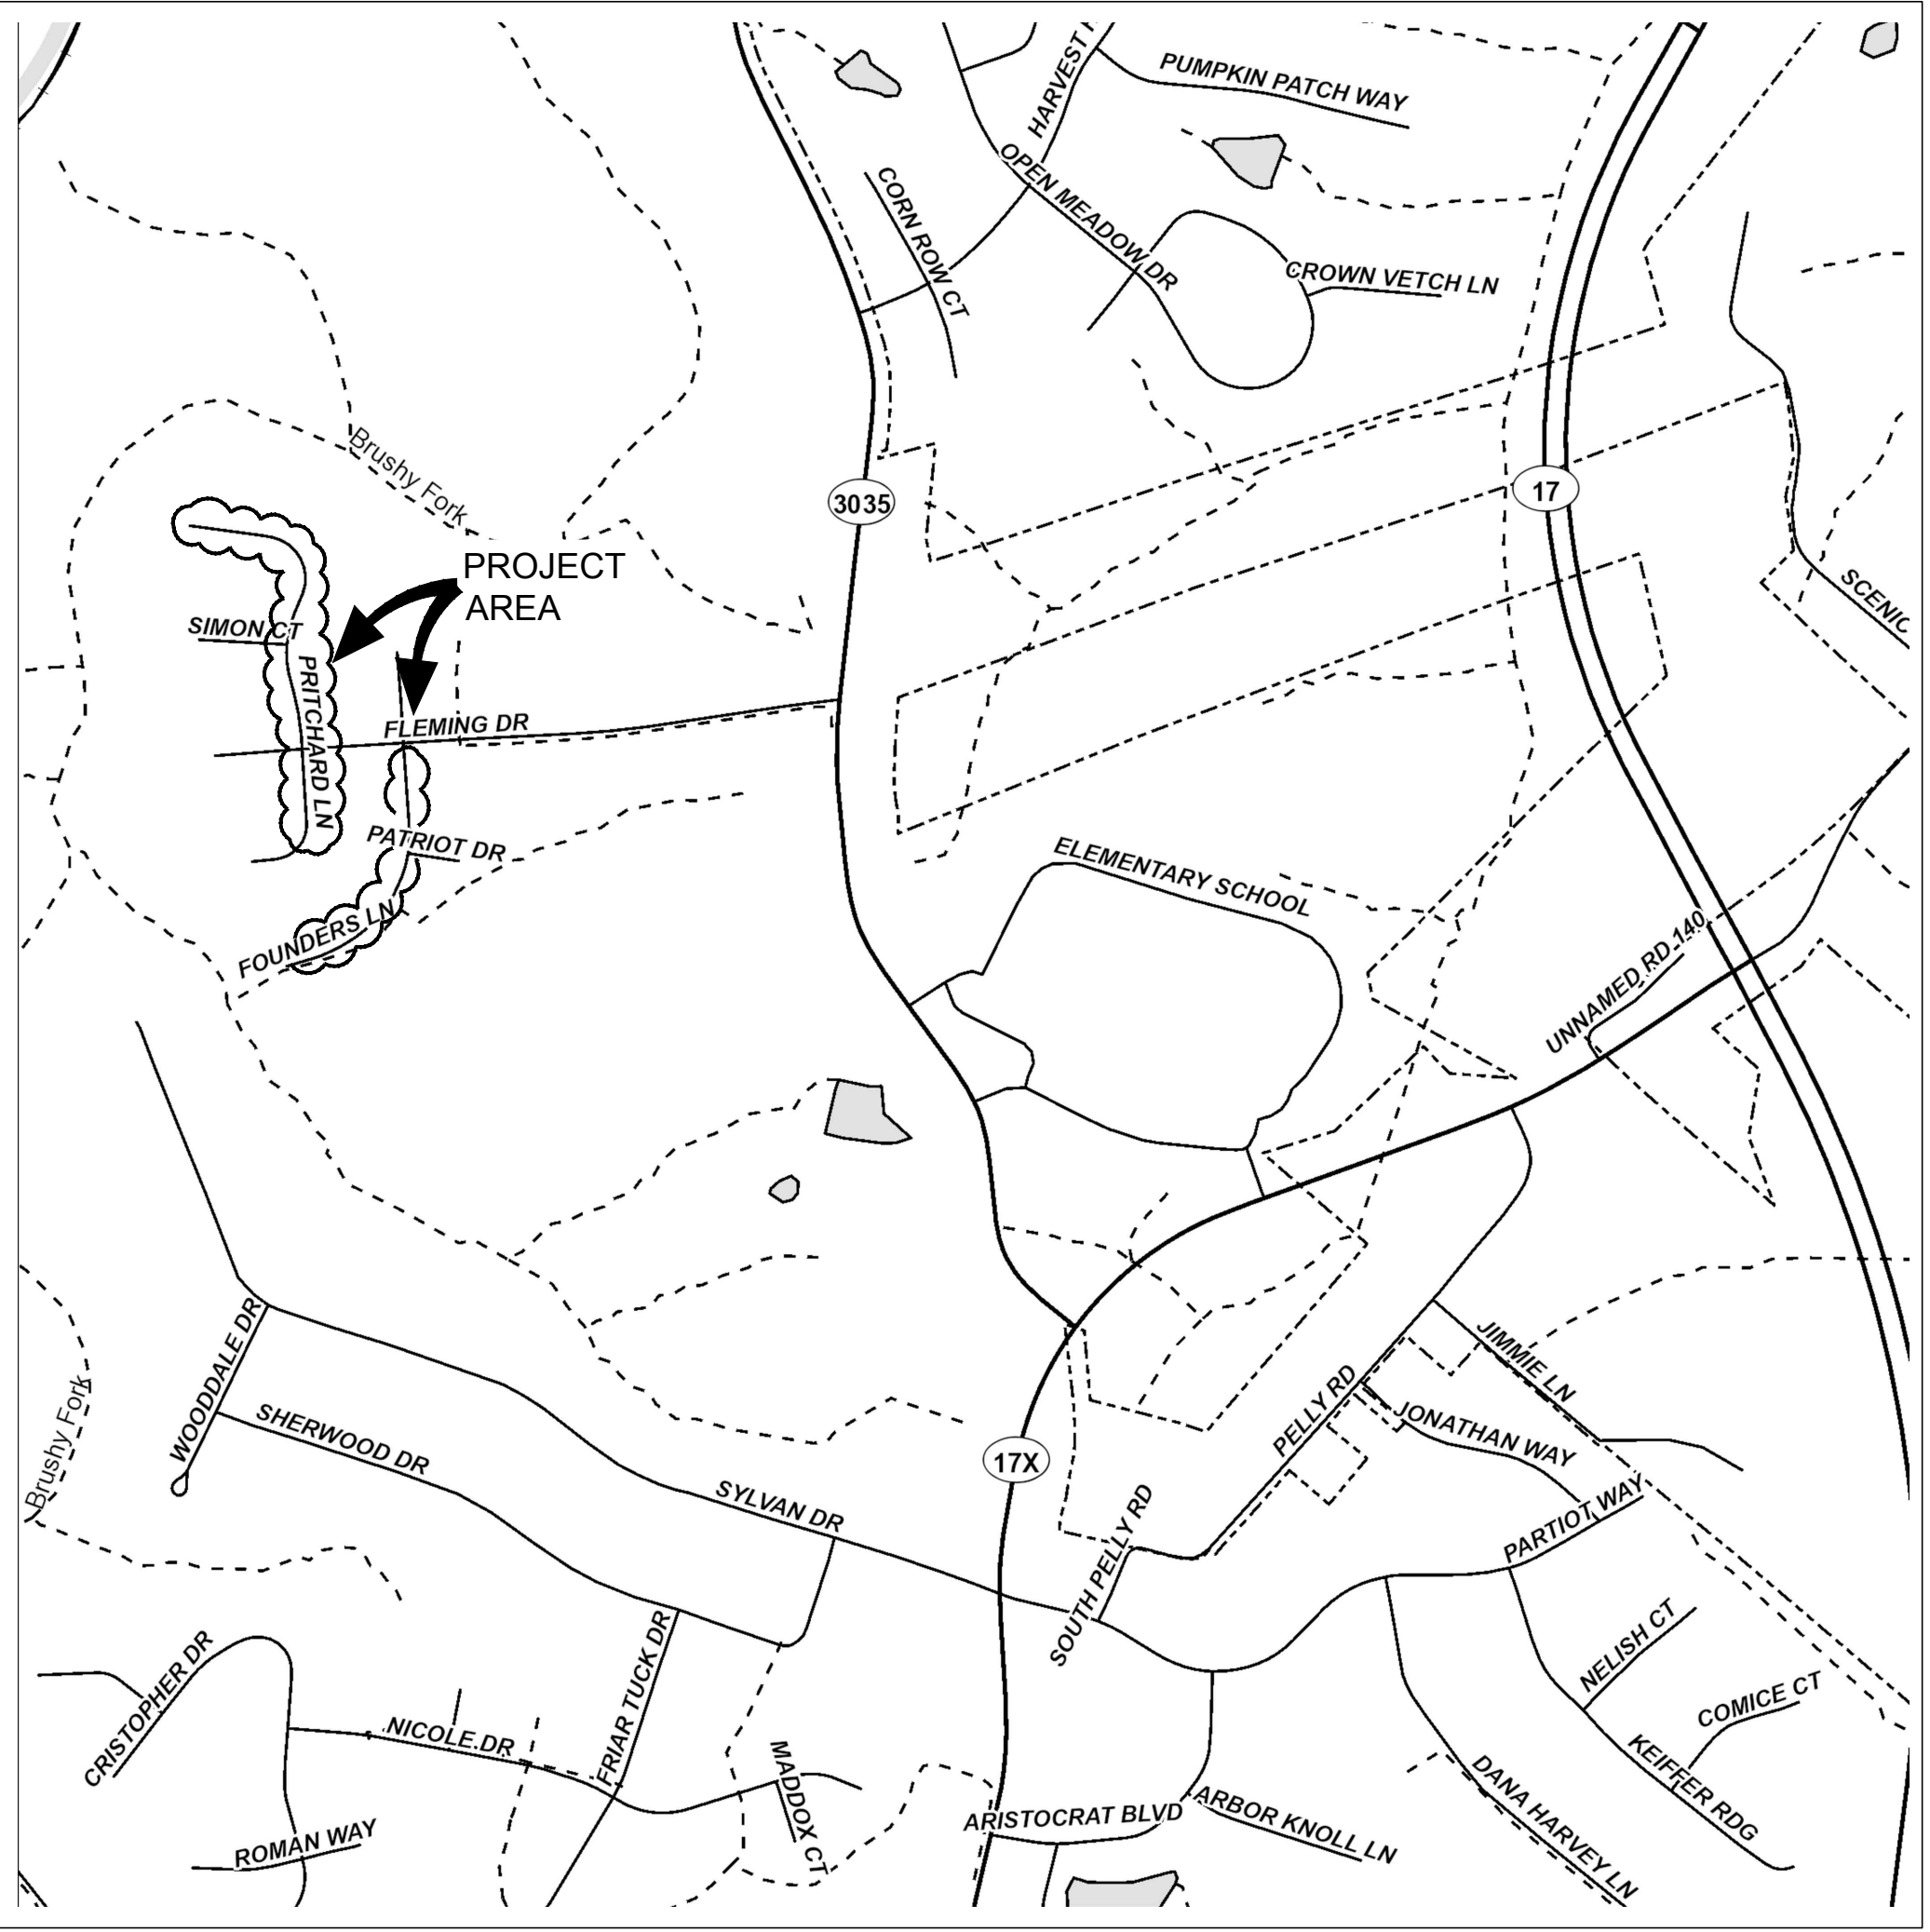 HARVEST
PUMPKIN PATCH WAY
OPEN MEADOW DR
CORN ROW CT
CROWN VETCH LN
Brushy Fork
3035
17
PROJECT
AREA
SCENIC
SIMON CT
PRITCHARD LN
FLEMING DR
PATRIOT DR
ELEMENTARY SCHOOL
FOUNDERS LN
UNNAMED RD 140
WOODDALE DR
JIMMIE LN
Brushy Fork
SHERWOOD DR
PELLY RD
JONATHAN WAY
17X
SYLVAN DR
SOUTH PELLY RD
PARTIOT WAY
CRISTOPHER DR
FRIAR TUCK DR
NELISH CT
COMICE CT
NICOLE DR
MADDOX CT
KEIFFER RDG
DANA HARVEY LN
ARISTOCRAT BLVD
ARBOR KNOLL LN
ROMAN WAY